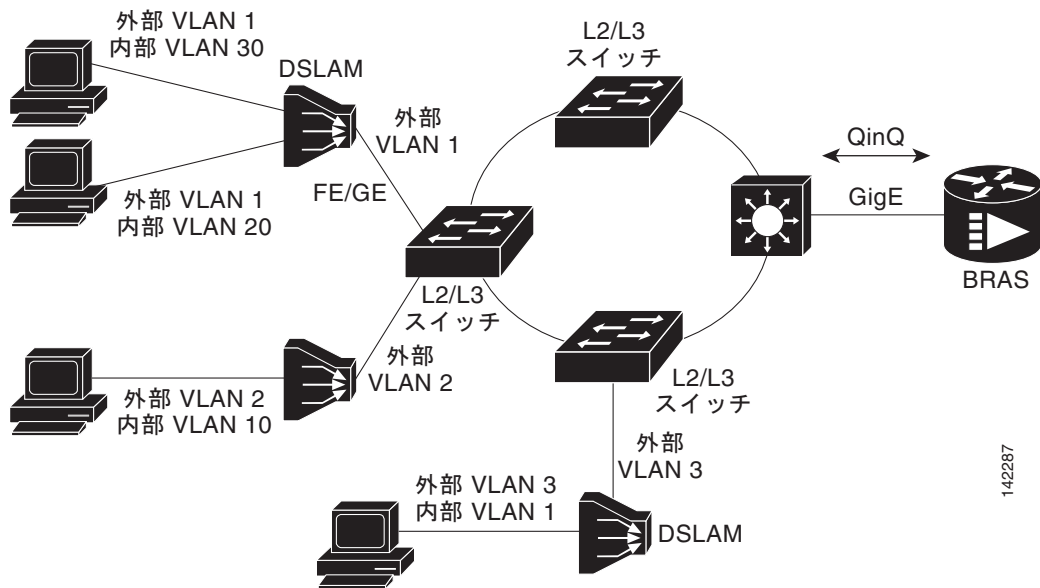 外部 VLAN 1
内部 VLAN 30
DSLAM
外部
VLAN 1
FE/GE
外部 VLAN 1
内部 VLAN 20
L2/L3
スイッチ
QinQ
GigE
BRAS
L2/L3
スイッチ
外部
VLAN 2
外部 VLAN 2
内部 VLAN 10
L2/L3
スイッチ
外部
VLAN 3
外部 VLAN 3
内部 VLAN 1
DSLAM
142287